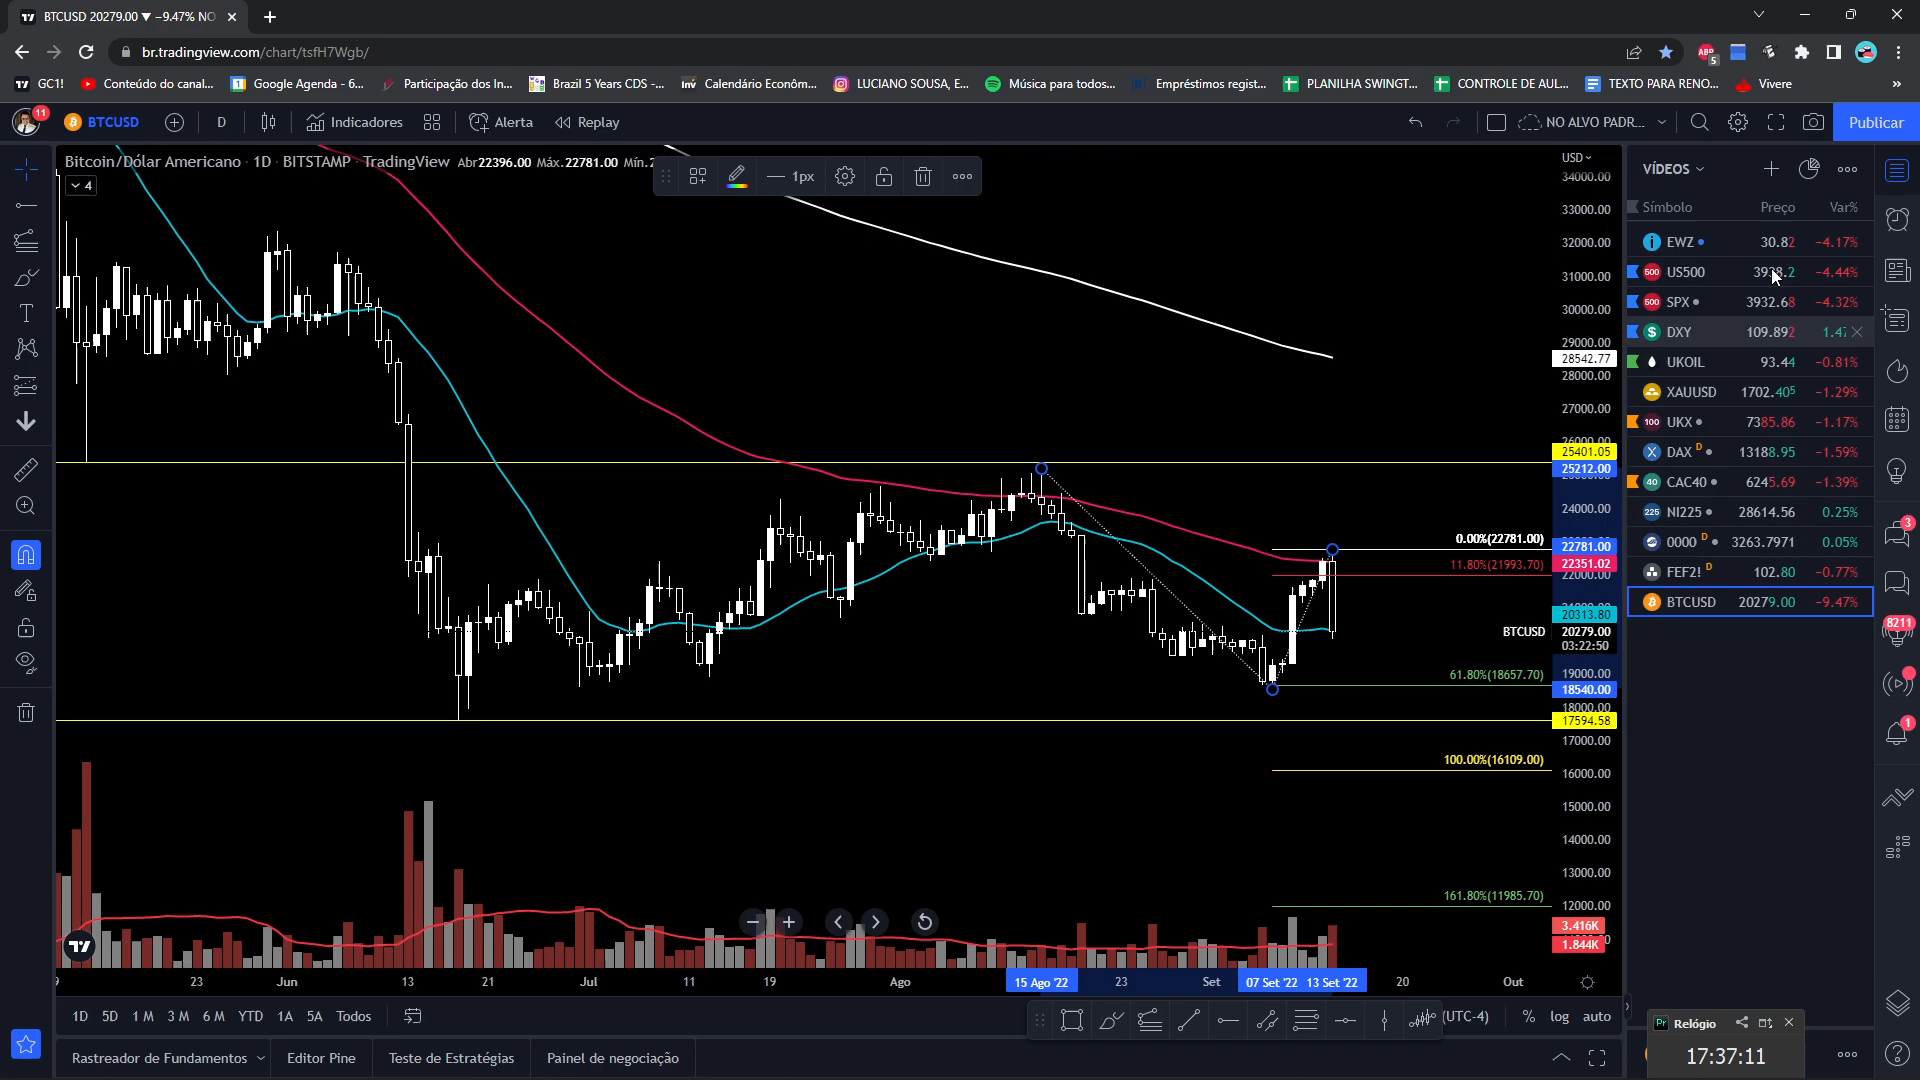 BTCUSD 20279.00 ▼ −9.47% NO
br.tradingview.com/chart/tsfH7Wgb/
GC1!
Conteúdo do canal...
Google Agenda - 6...
Participação dos In...
Brazil 5 Years CDS -...
Calendário Econôm...
LUCIANO SOUSA, E...
Música para todos...
Empréstimos regist...
PLANILHA SWINGT...
CONTROLE DE AUL...
TEXTO PARA RENO...
Vivere
11
BTCUSD
D
Indicadores
Alerta
Replay
NO ALVO PADR...
Publicar
Bitcoin/Dólar Americano · 1D · BITSTAMP · TradingView Abr22396.00 Máx.22781.00 Mín.2
4
1px
USD
34000.00
33000.00
32000.00
31000.00
30000.00
29000.00
28542.77
28000.00
27000.00
26000.00
25401.05
25212.00
24000.00
22781.00
22351.02
22000.00
20313.80
BTCUSD 20279.00
03:22:50
19000.00
18540.00
18000.00
17594.58
17000.00
16000.00
15000.00
14000.00
13000.00
12000.00
3.416K
1.844K
0.00%(22781.00)
11.80%(21993.70)
61.80%(18657.70)
100.00%(16109.00)
161.80%(11985.70)
23
Jun
13
21
Jul
11
19
Ago
15 Ago '22
23
Set
07 Set '22
13 Set '22
20
Out
1D 5D 1M 3M 6M YTD 1A 5A Todos
(UTC-4)
% log auto
Rastreador de Fundamentos
Editor Pine
Teste de Estratégias
Painel de negociação
VÍDEOS
Símbolo Preço Var%
EWZ 30.82 −4.17%
US500 −4.44%
SPX 3932.68 −4.32%
DXY 109.892 1.47
UKOIL 93.44 −0.81%
XAUUSD 1702.405 −1.29%
UKX 7385.86 −1.17%
DAX D 13188.95 −1.59%
CAC40 6245.69 −1.39%
NI225 28614.56 0.25%
0000 D 3263.7971 0.05%
FEF2! D 102.80 −0.77%
BTCUSD 20279.00 −9.47%
3
8211
1
Relógio
17:37:11